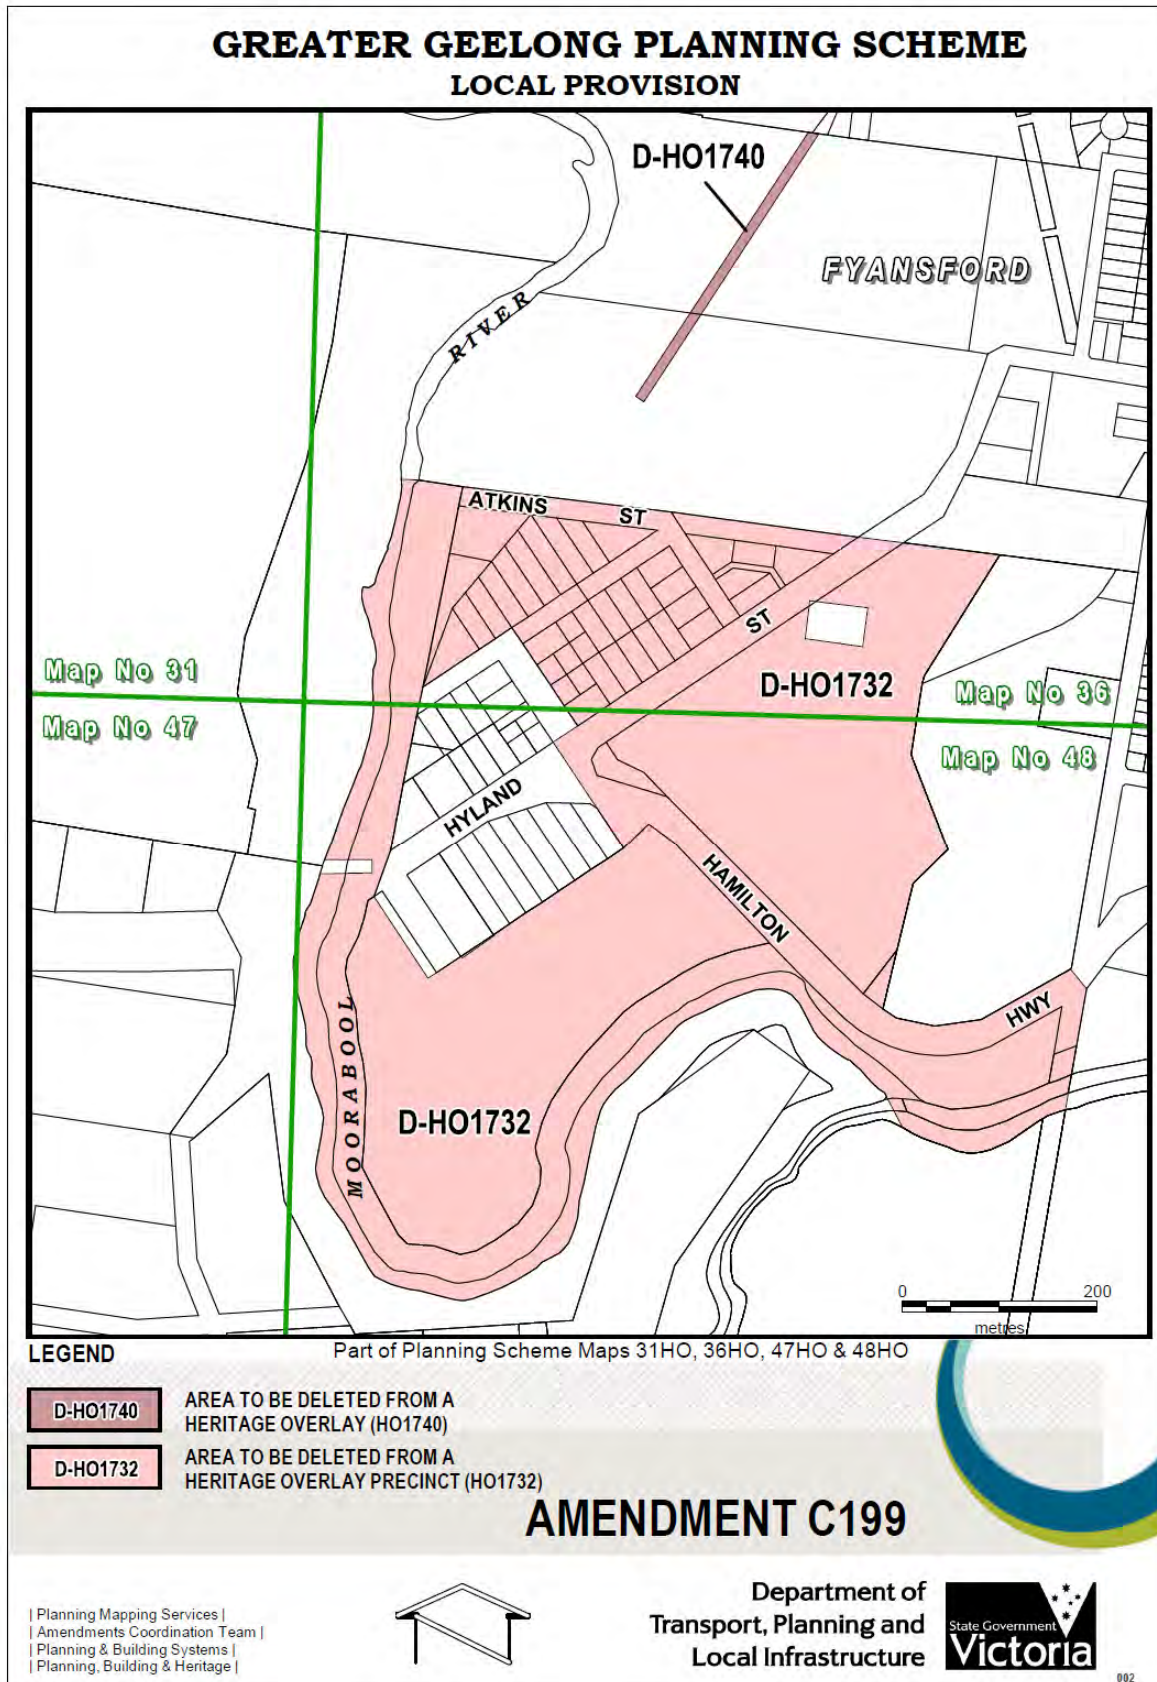 GREATER GEELONG PLANNING SCHEME
LOCAL PROVISION
D-HO1740
FYANSFORD
RIVER
ATKINS ST
ST
D-HO1732
Map No 31
Map No 36
Map No 47
Map No 48
HYLAND
HAMILTON
HWY
MOORABOOL
D-HO1732
0 200
metres
LEGEND
Part of Planning Scheme Maps 31HO, 36HO, 47HO & 48HO
D-HO1740
AREA TO BE DELETED FROM A
HERITAGE OVERLAY (HO1740)
D-HO1732
AREA TO BE DELETED FROM A
HERITAGE OVERLAY PRECINCT (HO1732)
AMENDMENT C199
| Planning Mapping Services |
| Amendments Coordination Team |
| Planning & Building Systems |
| Planning, Building & Heritage |
Department of
Transport, Planning and
Local Infrastructure
State Government
Victoria
002